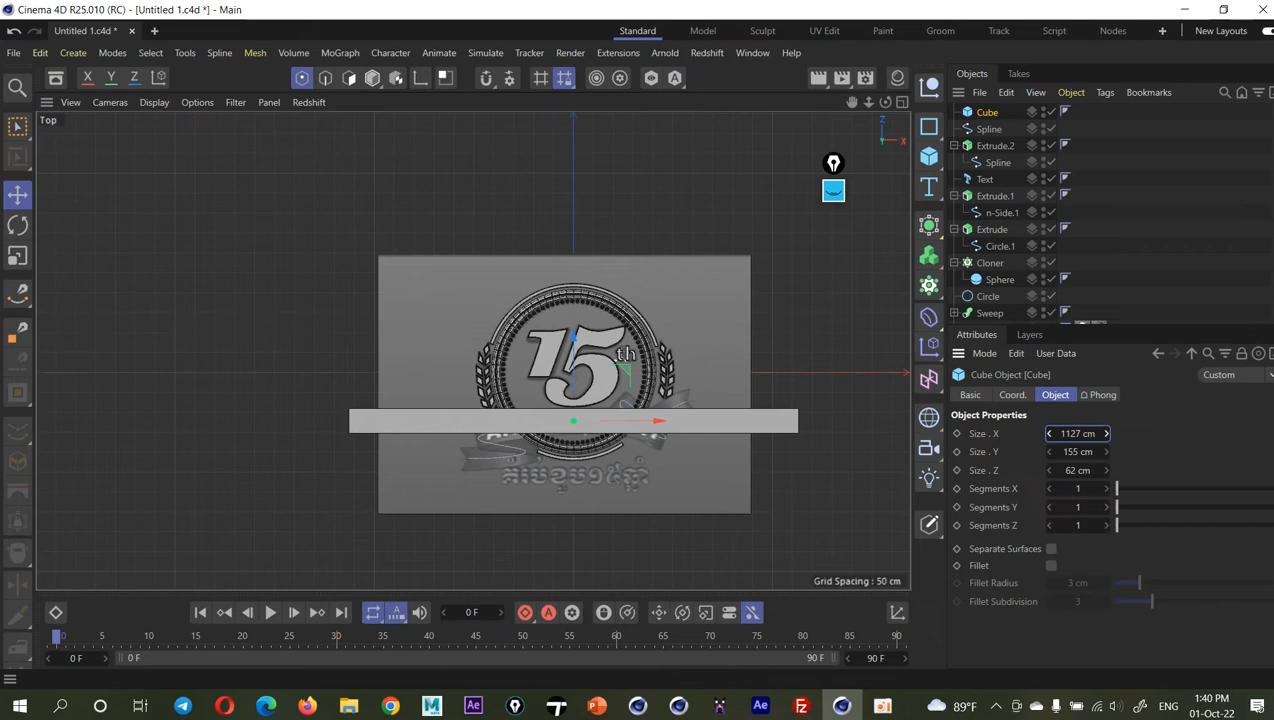 Cinema 4D R25.010 (RC) - [Untitled 1.c4d *] - Main
Untitled 1.c4d *
Standard Model Sculpt UV Edit Paint Groom Track Script Nodes New Layouts
File Edit Create Modes Select Tools Spline Mesh Volume MoGraph Character Animate Simulate Tracker Render Extensions Arnold Redshift Window Help
X Y Z
Objects Takes
View Cameras Display Options Filter Panel Redshift
File Edit View Object Tags Bookmarks
Top
Z
X
Cube
Spline
Extrude.2
Spline
Text
Extrude.1
n-Side.1
Extrude
Circle.1
Cloner
Sphere
Circle
Sweep
15th
Attributes Layers
Mode Edit User Data
Cube Object [Cube]
Custom
Basic Coord. Object Phong
Object Properties
Size . X 1127 cm
Size . Y 155 cm
Size . Z 62 cm
Segments X 1
Segments Y 1
Segments Z 1
Separate Surfaces
Fillet
Fillet Radius 3 cm
Fillet Subdivision 3
Grid Spacing : 50 cm
0 F
0 5 10 15 20 25 30 35 40 45 50 55 60 65 70 75 80 85 90
0 F 0 F 90 F 90 F
89°F
ENG
1:40 PM
01-Oct-22